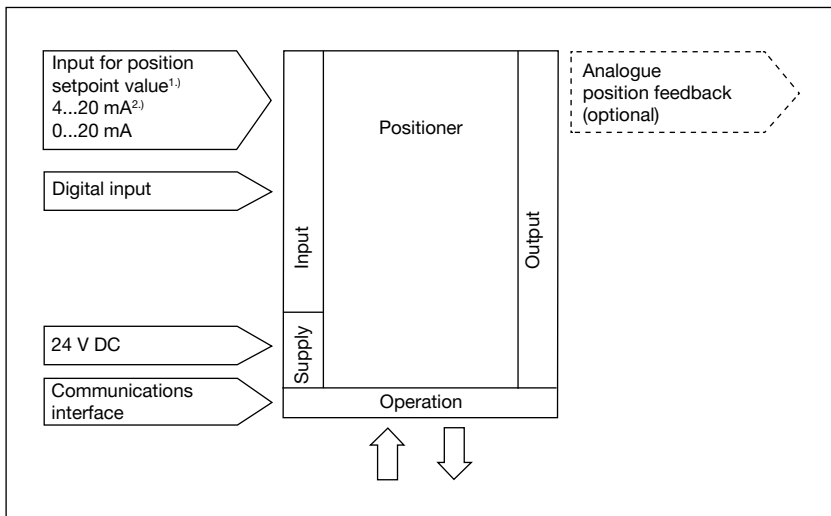 Input for position
setpoint value1.)
4...20 mA2.)
0...20 mA
Digital input
24 V DC
Communications
interface
Input
Supply
Positioner
Output
Operation
Analogue
position feedback
(optional)